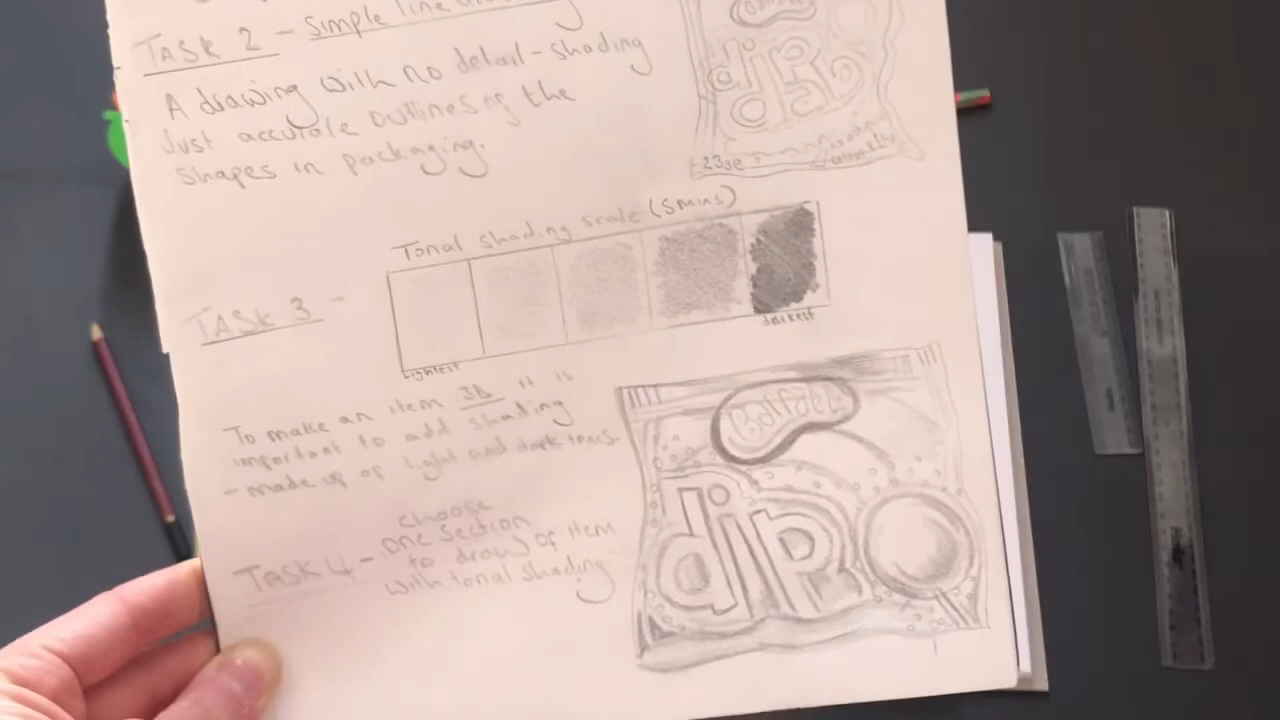 TASK 2 - Simple line
A drawing with no detail-shading
Just accurate outlines of the
shapes in packaging.
dip
dab
23ge
Tonal shading scale (5mins)
TASK 3 -
Lightest
darkest
To make an item 3D it is
important to add shading
- made up of light and dark tones.
TASK 4 - choose
one section
to draw of item
with tonal shading
Barratt
dip